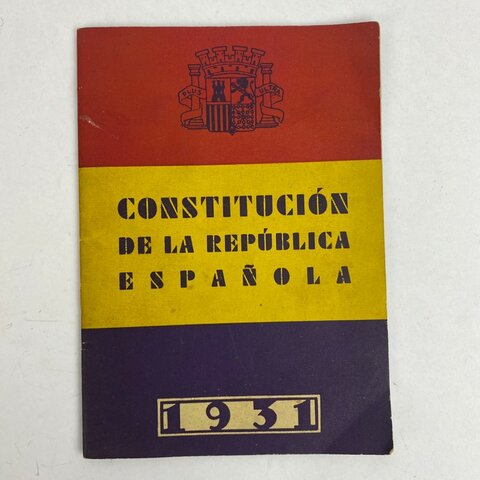 PLUS ULTRA
CONSTITUCIÓN
DE LA REPÚBLICA
ESPAÑOLA
1931